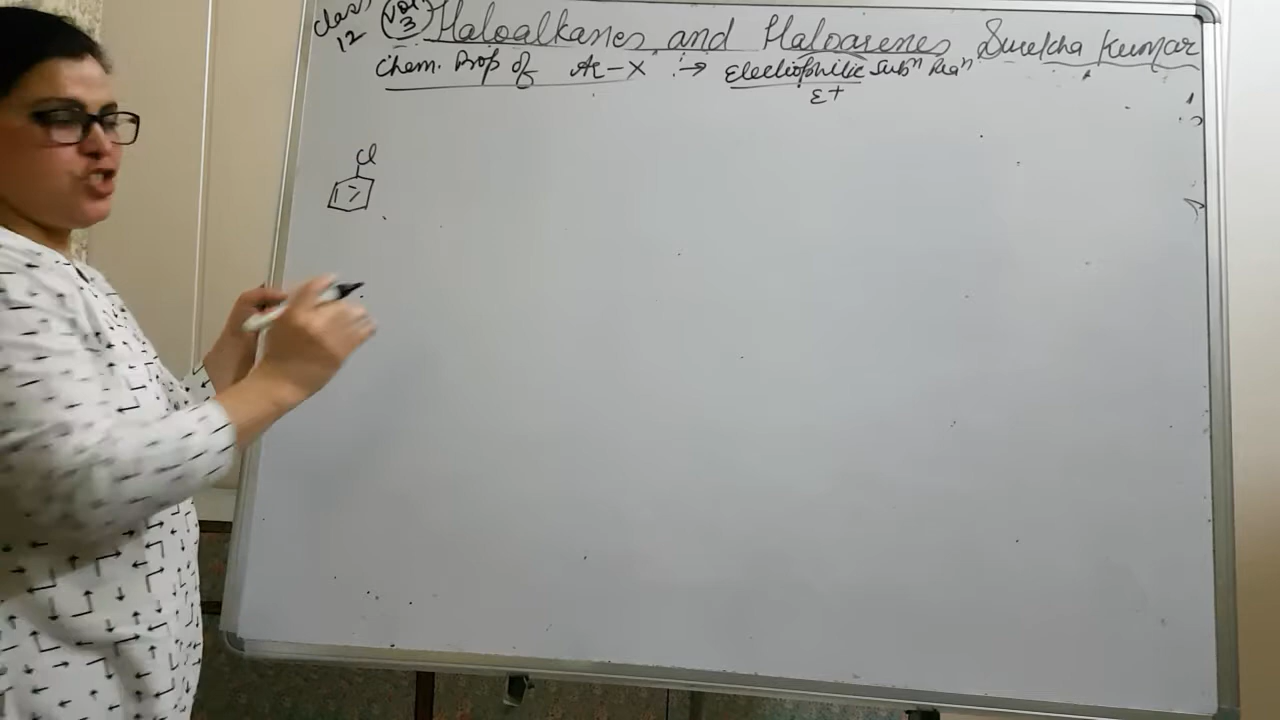 Class 12 Vol. 3 Haloalkanes and Haloarenes Surekha Kumar
Chem. Prop of Ar-X :→ Electrophilic Subⁿ Reaⁿ
E+
Cl